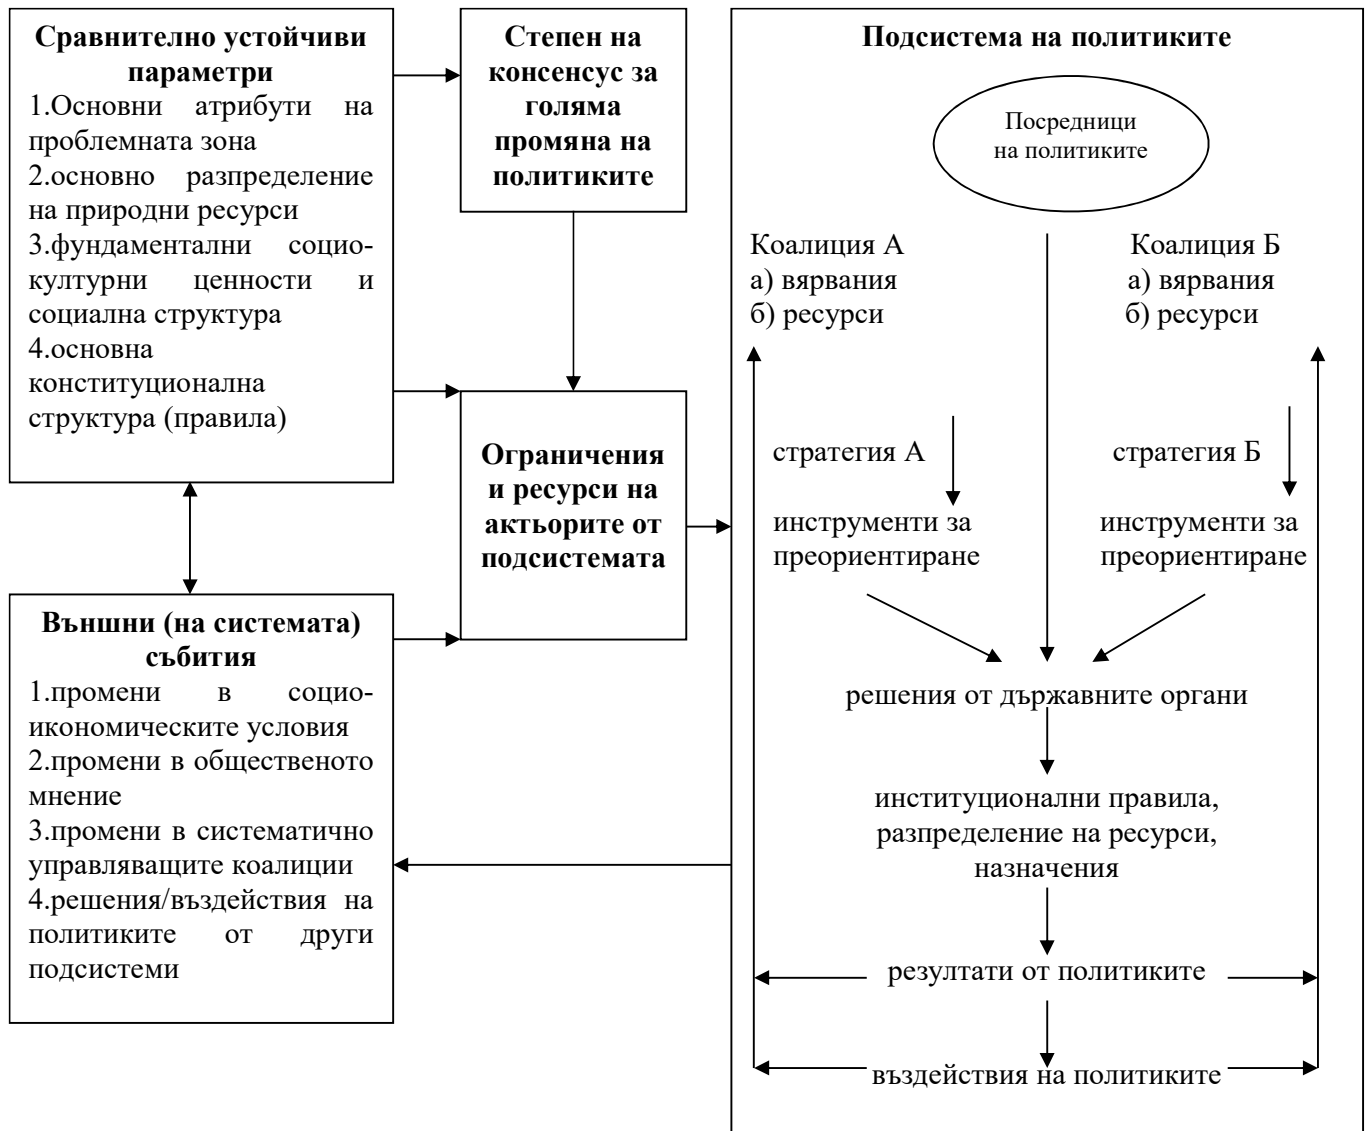 Сравнително устойчиви
параметри
1.Основни атрибути на
проблемната зона
2.основно разпределение
на природни ресурси
3.фундаментални социо-
културни ценности и
социална структура
4.основна
конституционална
структура (правила)
Степен на
консенсус за
голяма
промяна на
политиките
Ограничения
и ресурси на
актьорите от
подсистемата
Външни (на системата)
събития
1.промени в социо-
икономическите условия
2.промени в общественото
мнение
3.промени в систематично
управляващите коалиции
4.решения/въздействия на
политиките от други
подсистеми
Подсистема на политиките
Посредници
на политиките
Коалиция А
а) вярвания
б) ресурси
Коалиция Б
а) вярвания
б) ресурси
стратегия А
стратегия Б
инструменти за
преориентиране
инструменти за
преориентиране
решения от държавните органи
институционални правила,
разпределение на ресурси,
назначения
резултати от политиките
въздействия на политиките